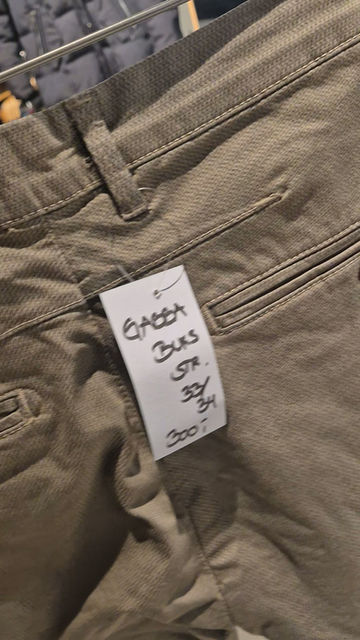 GABBA
BUKS
STR.
33/
34
300:-